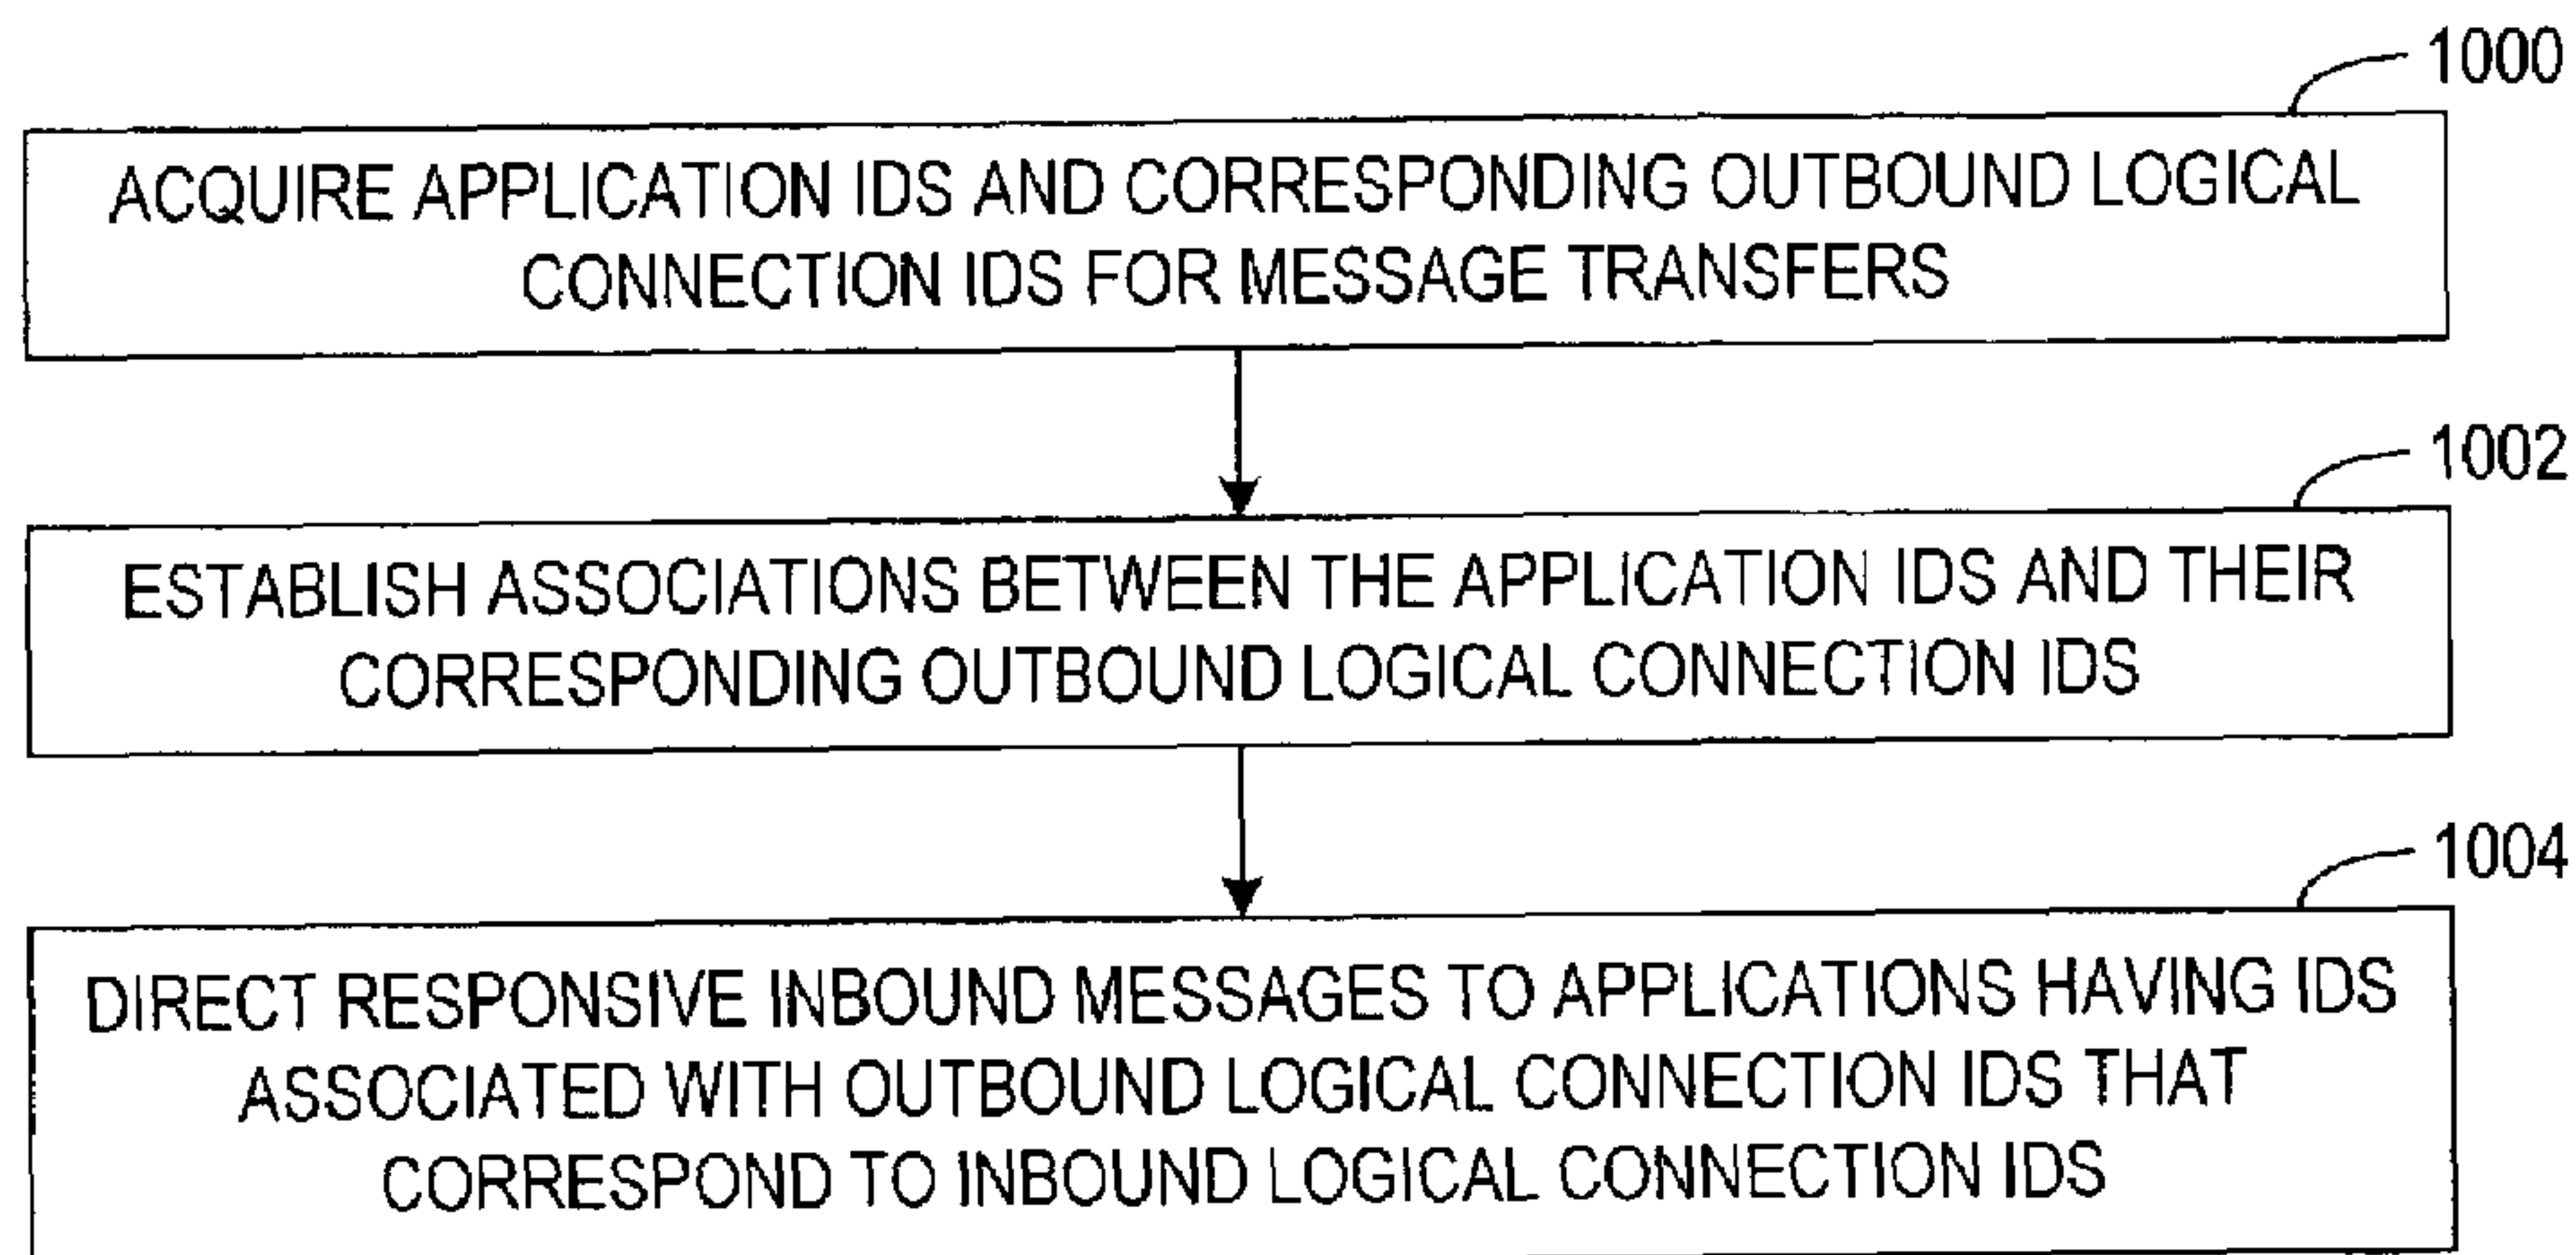 1000
ACQUIRE APPLICATION IDS AND CORRESPONDING OUTBOUND LOGICAL
CONNECTION IDS FOR MESSAGE TRANSFERS
1002
ESTABLISH ASSOCIATIONS BETWEEN THE APPLICATION IDS AND THEIR
CORRESPONDING OUTBOUND LOGICAL CONNECTION IDS
1004
DIRECT RESPONSIVE INBOUND MESSAGES TO APPLICATIONS HAVING IDS
ASSOCIATED WITH OUTBOUND LOGICAL CONNECTION IDS THAT
CORRESPOND TO INBOUND LOGICAL CONNECTION IDS